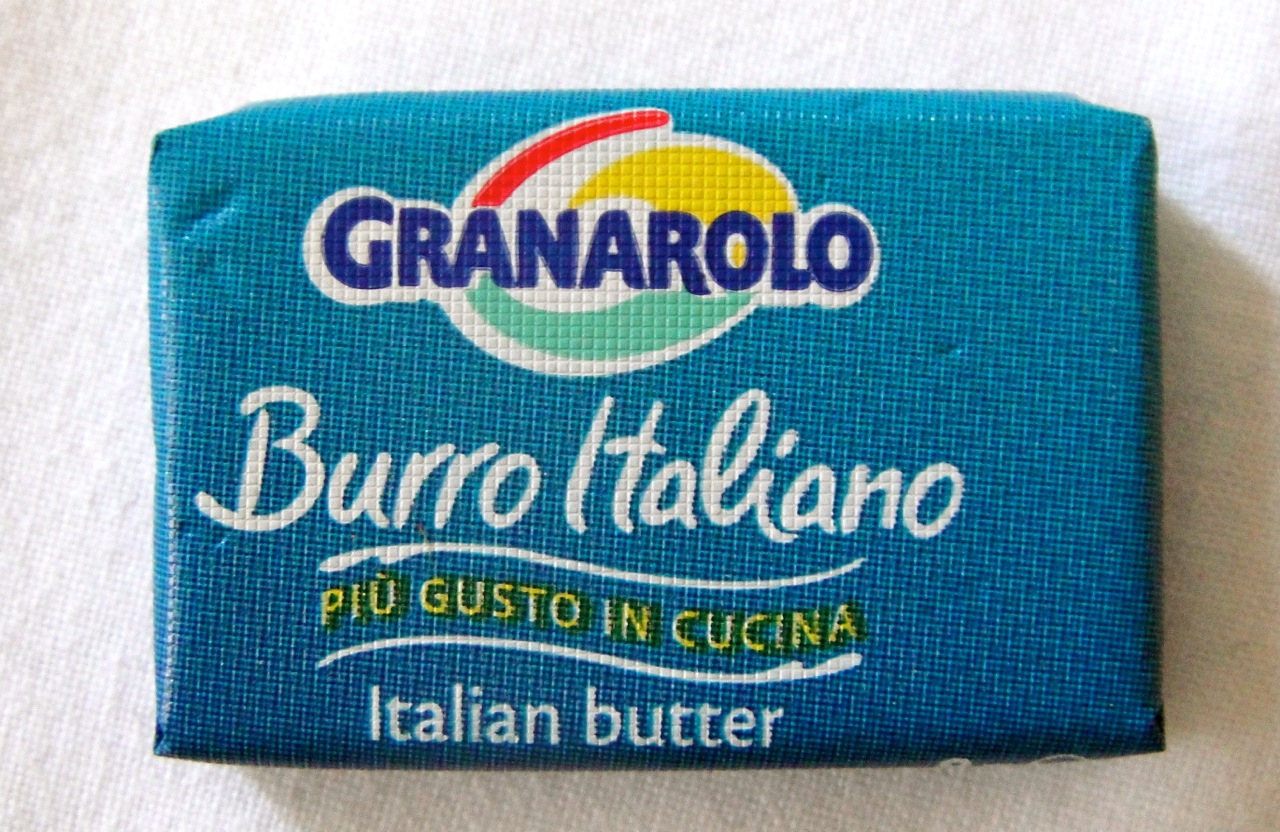 GRANAROLO
Burro Italiano
PIÙ GUSTO IN CUCINA
Italian butter